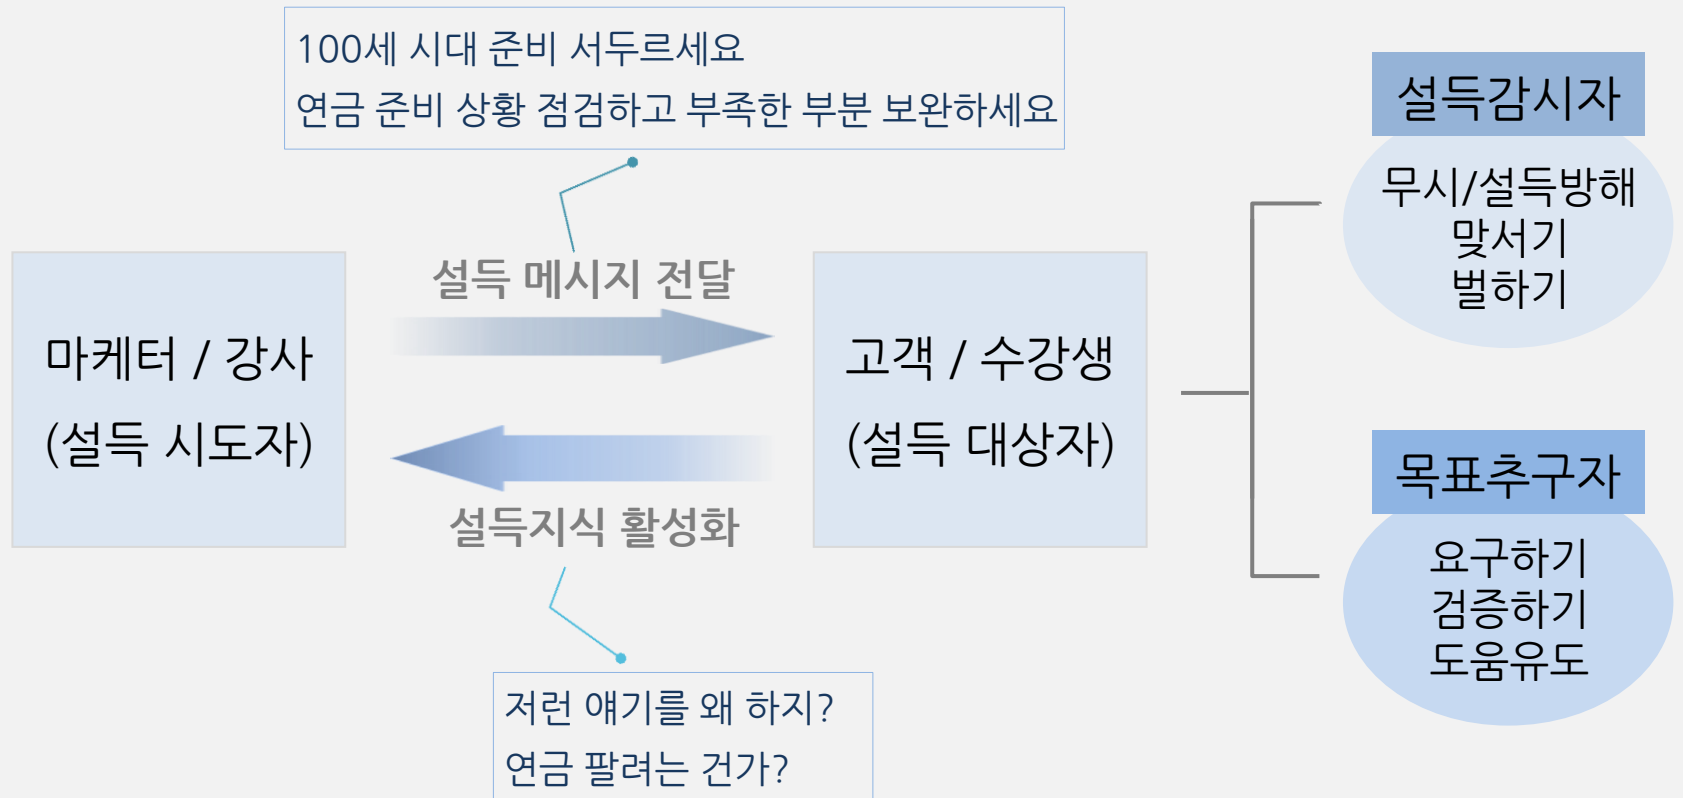 100세 시대 준비 서두르세요
연금 준비 상황 점검하고 부족한 부분 보완하세요
설득 메시지 전달
마케터 / 강사
(설득 시도자)
고객 / 수강생
(설득 대상자)
설득지식 활성화
저런 얘기를 왜 하지?
연금 팔려는 건가?
설득감시자
무시/설득방해
맞서기
벌하기
목표추구자
요구하기
검증하기
도움유도